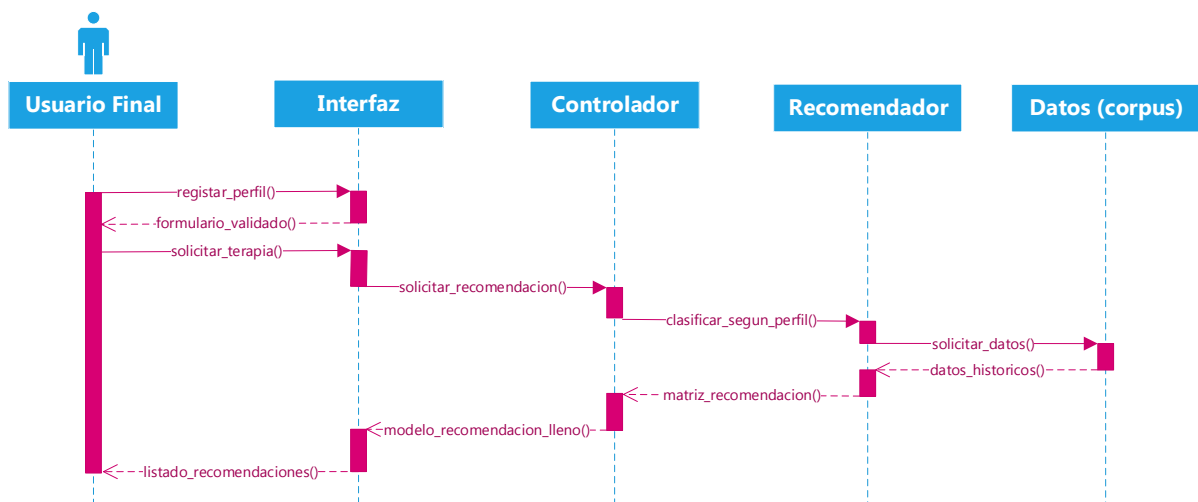 Usuario Final
Interfaz
Controlador
Recomendador
Datos (corpus)
registar_perfil()
formulario_validado()
solicitar_terapia()
solicitar_recomendacion()
clasificar_segun_perfil()
solicitar_datos()
datos_historicos()
matriz_recomendacion()
modelo_recomendacion_lleno()
listado_recomendaciones()